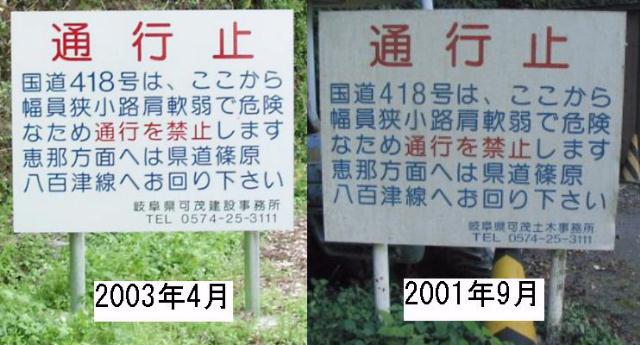 通行止
国道418号は、ここから
幅員狭小路肩軟弱で危険
なため通行を禁止します
恵那方面へは県道篠原
八百津線へお回り下さい
岐阜県可茂建設事務所
TEL 0574-25-3111
2003年4月
通行止
国道418号は、ここから
幅員狭小路肩軟弱で危険
なため通行を禁止します
恵那方面へは県道篠原
八百津線へお回り下さい
岐阜県可茂土木事務所
TEL 0574-25-3111
2001年9月